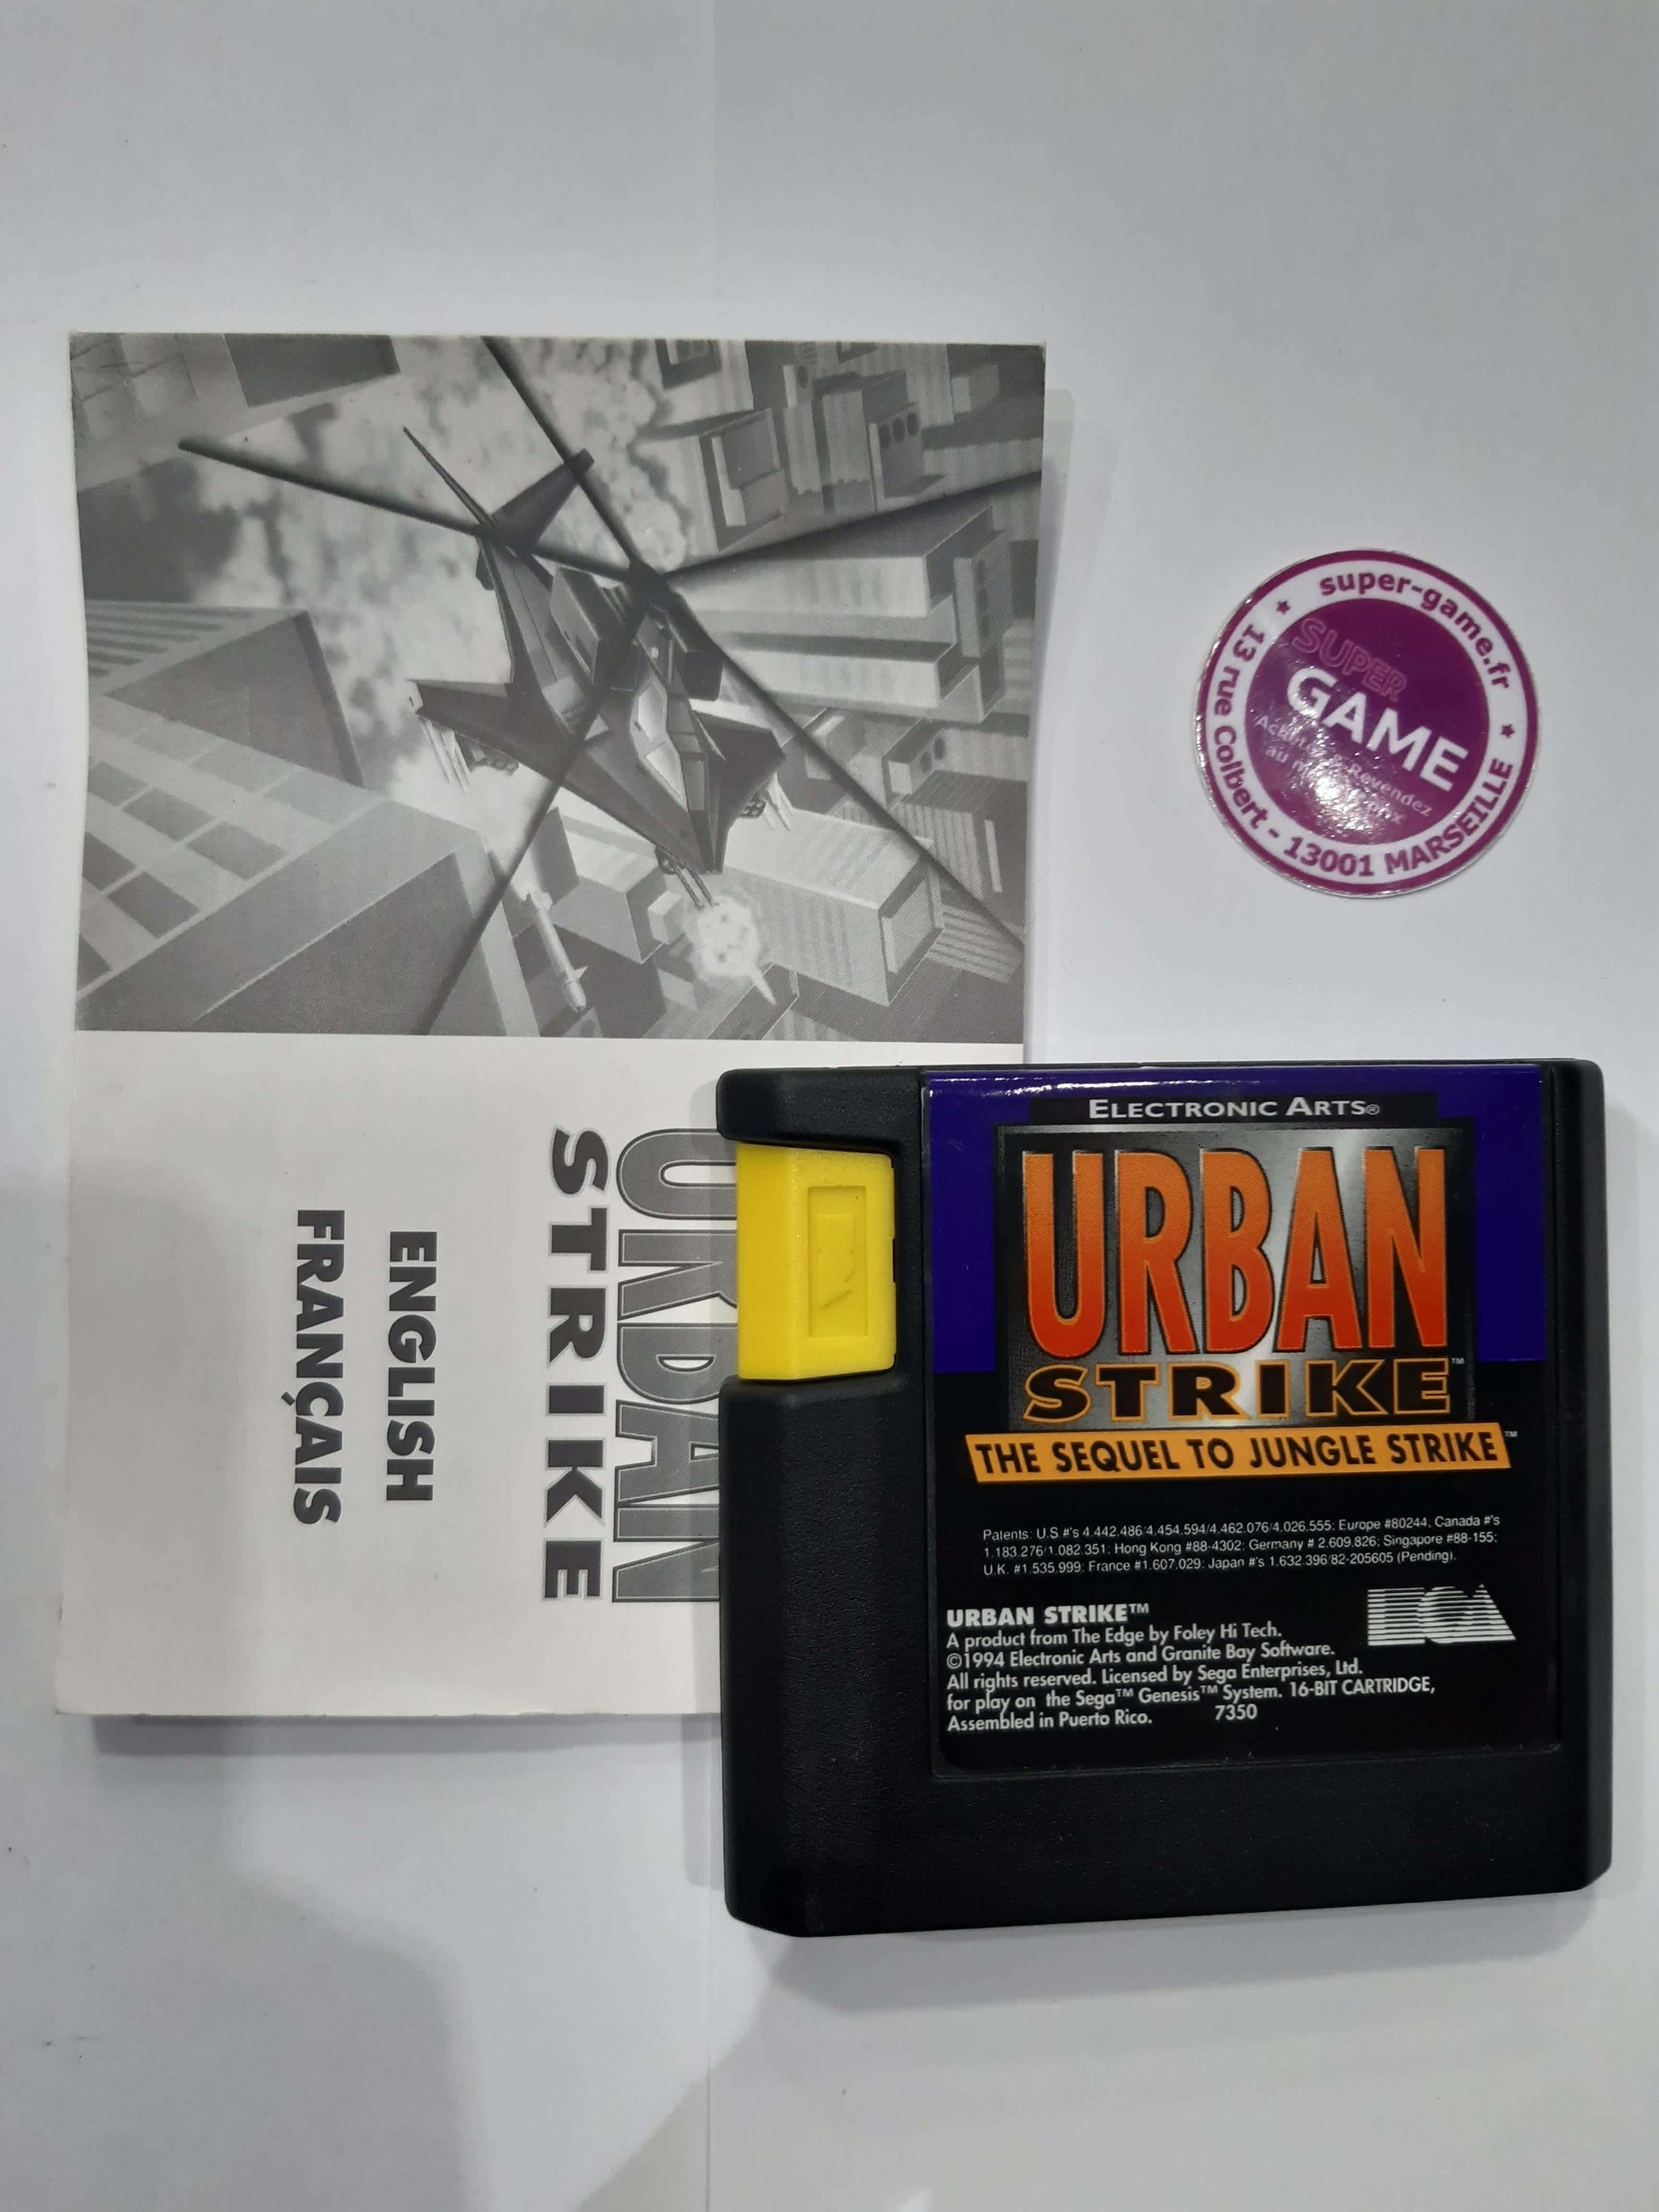 super-game.fr
SUPER
GAME
Revendez
13 rue Colbert - 13001 MARSEILLE
URBAN
STRIKE
ENGLISH
FRANÇAIS
ELECTRONIC ARTS®
URBAN
STRIKE™
THE SEQUEL TO JUNGLE STRIKE™
Patents: U.S #'s 4.442.486/4.454.594/4.462.076/4.026.555; Europe #80244, Canada #'s
1.183.276/1.082.351; Hong Kong #88-4302; Germany # 2.609.826; Singapore #88-155;
U.K. #1.535.999; France #1.607.029; Japan #'s 1.632.396/82-205605 (Pending).
URBAN STRIKE™
A product from The Edge by Foley Hi Tech.
©1994 Electronic Arts and Granite Bay Software.
All rights reserved. Licensed by Sega Enterprises, Ltd.
for play on the Sega™ Genesis™ System. 16-BIT CARTRIDGE,
Assembled in Puerto Rico. 7350
EA